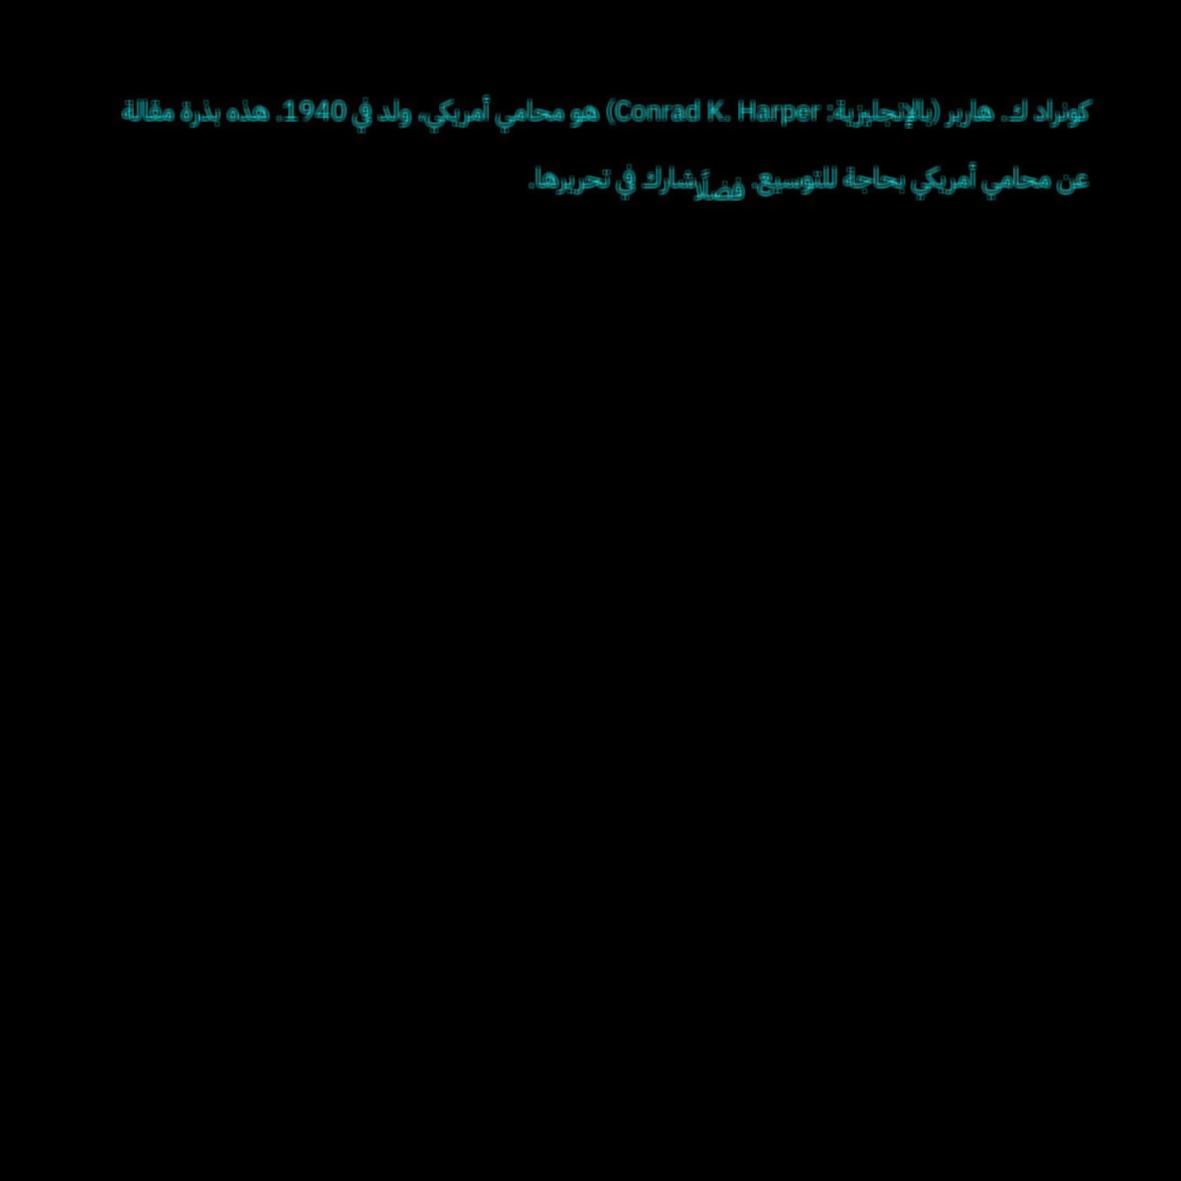 كونراد ك. هاربر (بالإنجليزية: Conrad K. Harper) هو محامي أمريكي، ولد في 1940. هذه بذرة مقالة
عن محامي أمريكي بحاجة للتوسيع. فضلًا شارك في تحريرها.